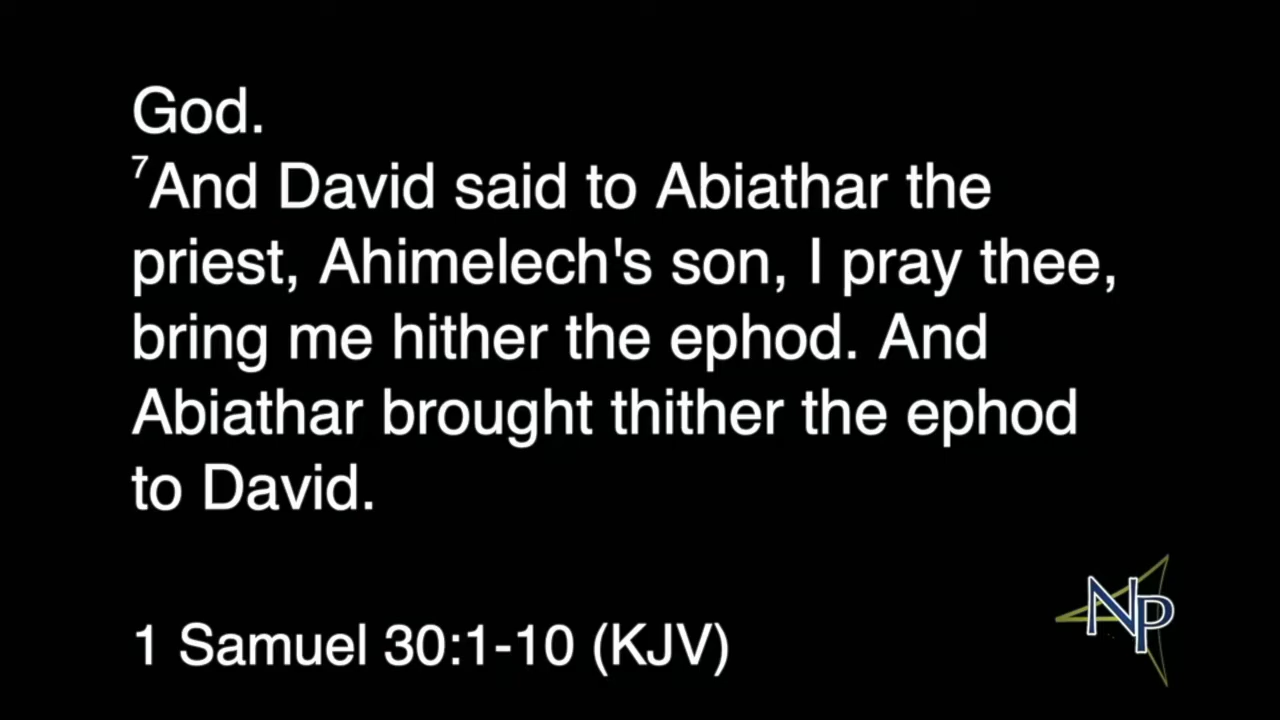 God.
7And David said to Abiathar the
priest, Ahimelech's son, I pray thee,
bring me hither the ephod. And
Abiathar brought thither the ephod
to David.
1 Samuel 30:1-10 (KJV)
NP